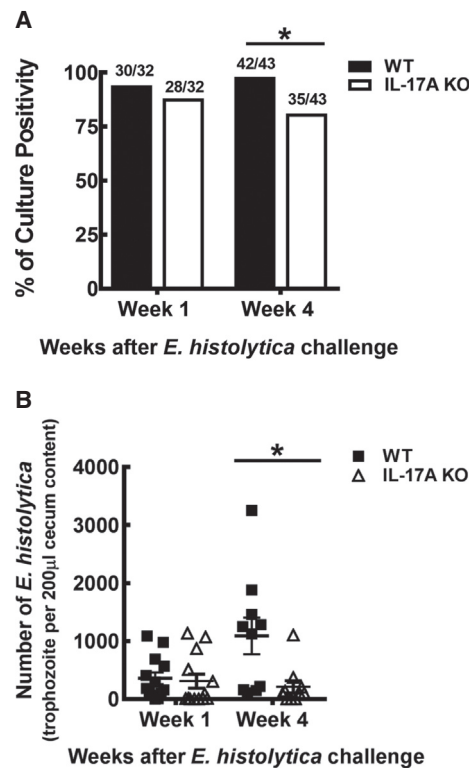 A
*
30/32 28/32 42/43 35/43
WT
IL-17A KO
% of Culture Positivity
100
75
50
25
0
Week 1 Week 4
Weeks after E. histolytica challenge
B
*
WT
IL-17A KO
Number of E. histolytica
(trophozoite per 200μl cecum content)
4000
3000
2000
1000
0
Week 1 Week 4
Weeks after E. histolytica challenge